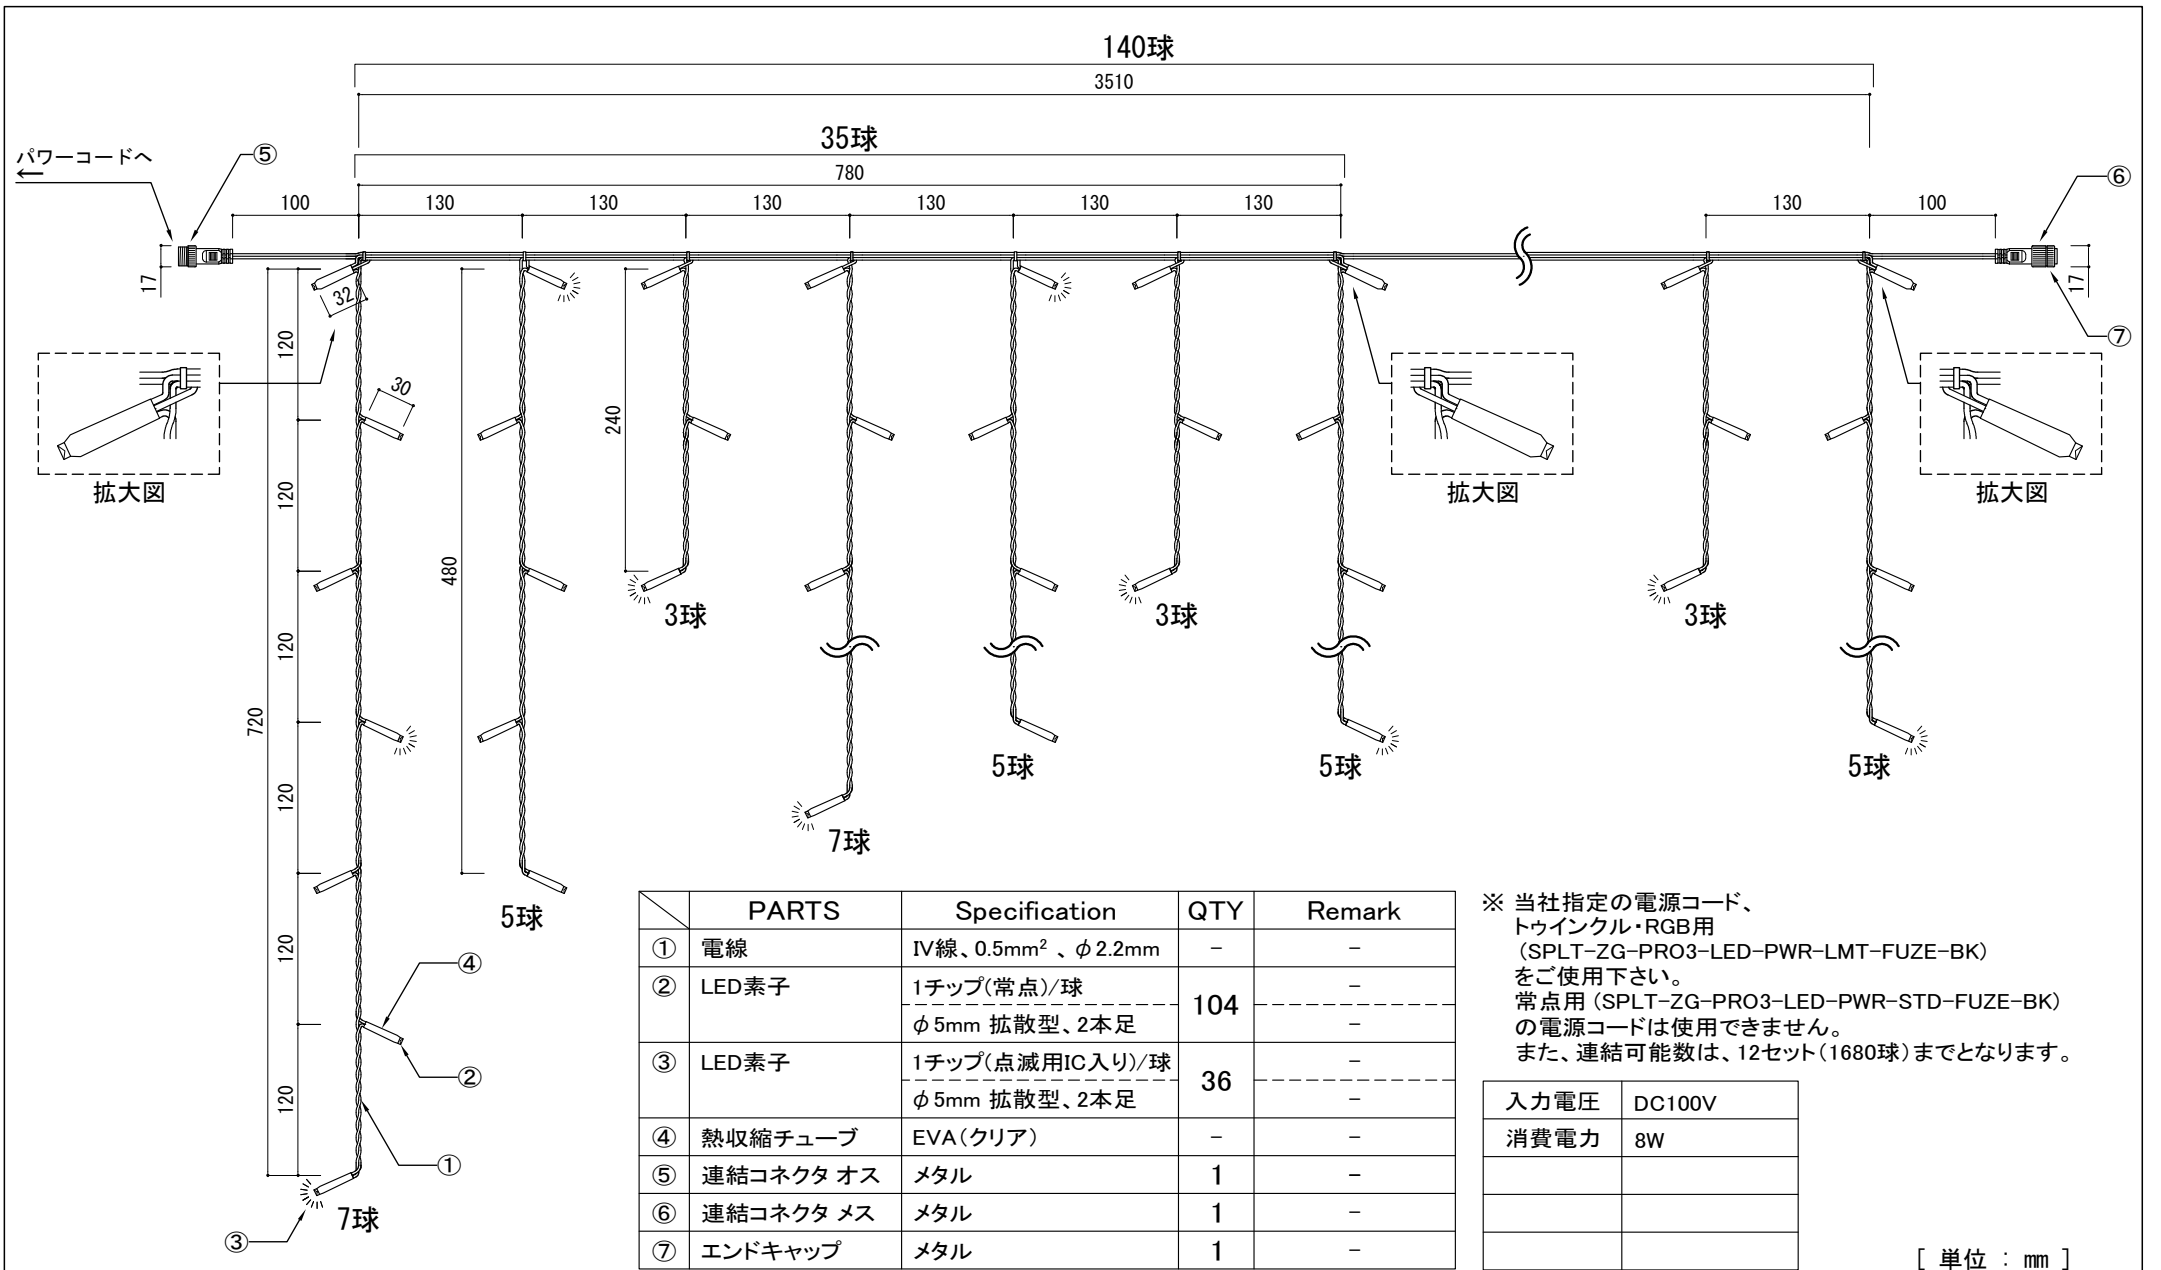 140球
3510
35球
780
パワーコードへ
←
⑤
⑥
100
130
130
130
130
130
130
130
100
17
17
⑦
32
30
120
120
120
120
120
120
720
480
240
拡大図
拡大図
拡大図
3球
3球
3球
5球
5球
5球
7球
5球
④
②
①
③
7球
PARTS Specification QTY Remark
① 電線 IV線、0.5mm² 、φ2.2mm － －
② LED素子 1チップ(常点)/球 104 －
φ5mm 拡散型、2本足 －
③ LED素子 1チップ(点滅用IC入り)/球 36 －
φ5mm 拡散型、2本足 －
④ 熱収縮チューブ EVA(クリア) － －
⑤ 連結コネクタ オス メタル 1 －
⑥ 連結コネクタ メス メタル 1 －
⑦ エンドキャップ メタル 1 －
※ 当社指定の電源コード、
トゥインクル・RGB用
(SPLT-ZG-PRO3-LED-PWR-LMT-FUZE-BK)
をご使用下さい。
常点用 (SPLT-ZG-PRO3-LED-PWR-STD-FUZE-BK)
の電源コードは使用できません。
また、連結可能数は、12セット(1680球)までとなります。
入力電圧 DC100V
消費電力 8W
[ 単位 : mm ]